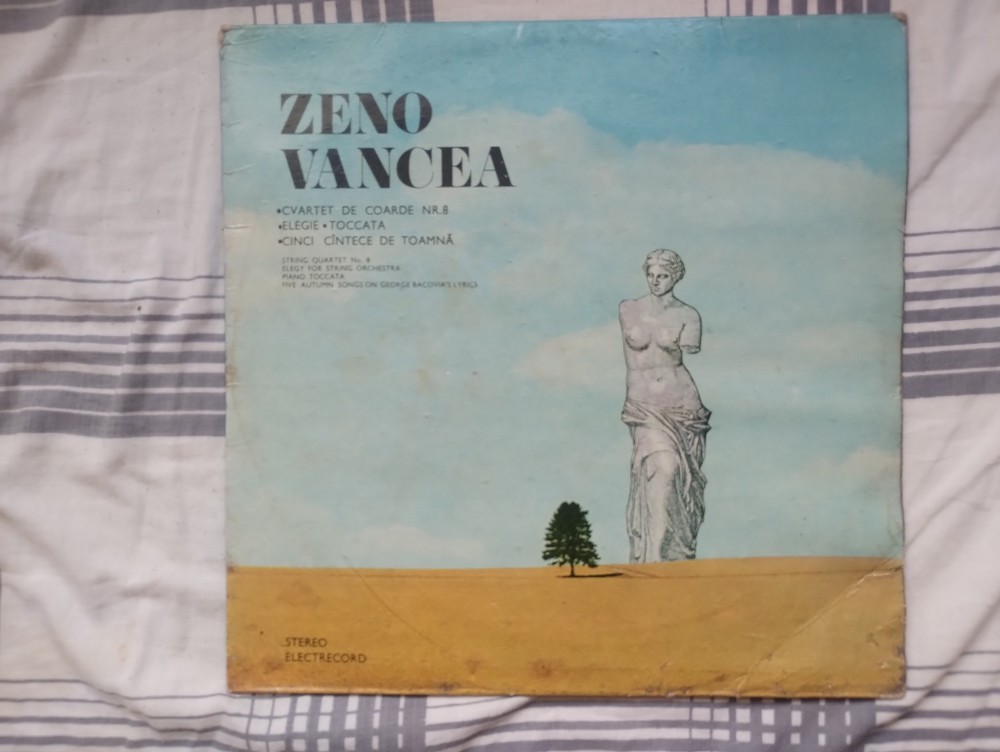 ZENO
VANCEA
•CVARTET DE COARDE NR.8
•ELEGIE • TOCCATA
•CINCI CÎNTECE DE TOAMNĂ
STRING QUARTET No. 8
ELEGY FOR STRING ORCHESTRA
PIANO TOCCATA
FIVE AUTUMN SONGS ON GEORGE BACOVIA'S LYRICS
STEREO
ELECTRECORD